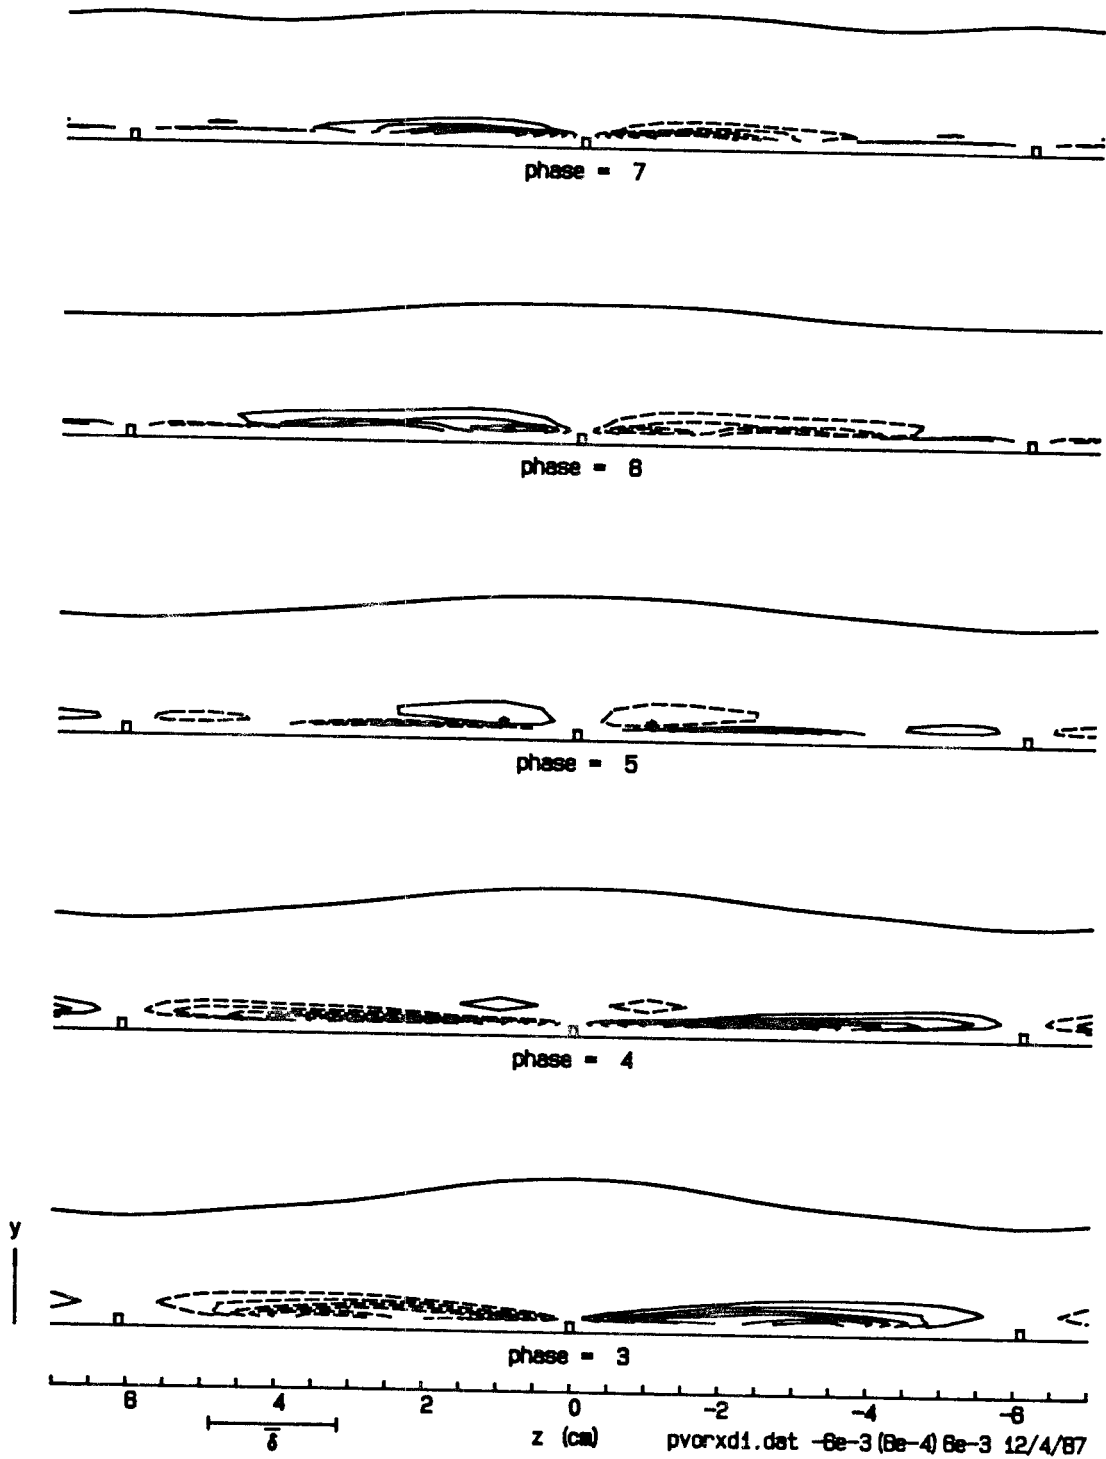 phase = 7
phase = 6
phase = 5
phase = 4
y
phase = 3
6 4 2 0 -2 -4 -6
δ̅
z (cm)
pvorxdi.dat -6e-3(6e-4)6e-3 12/4/87